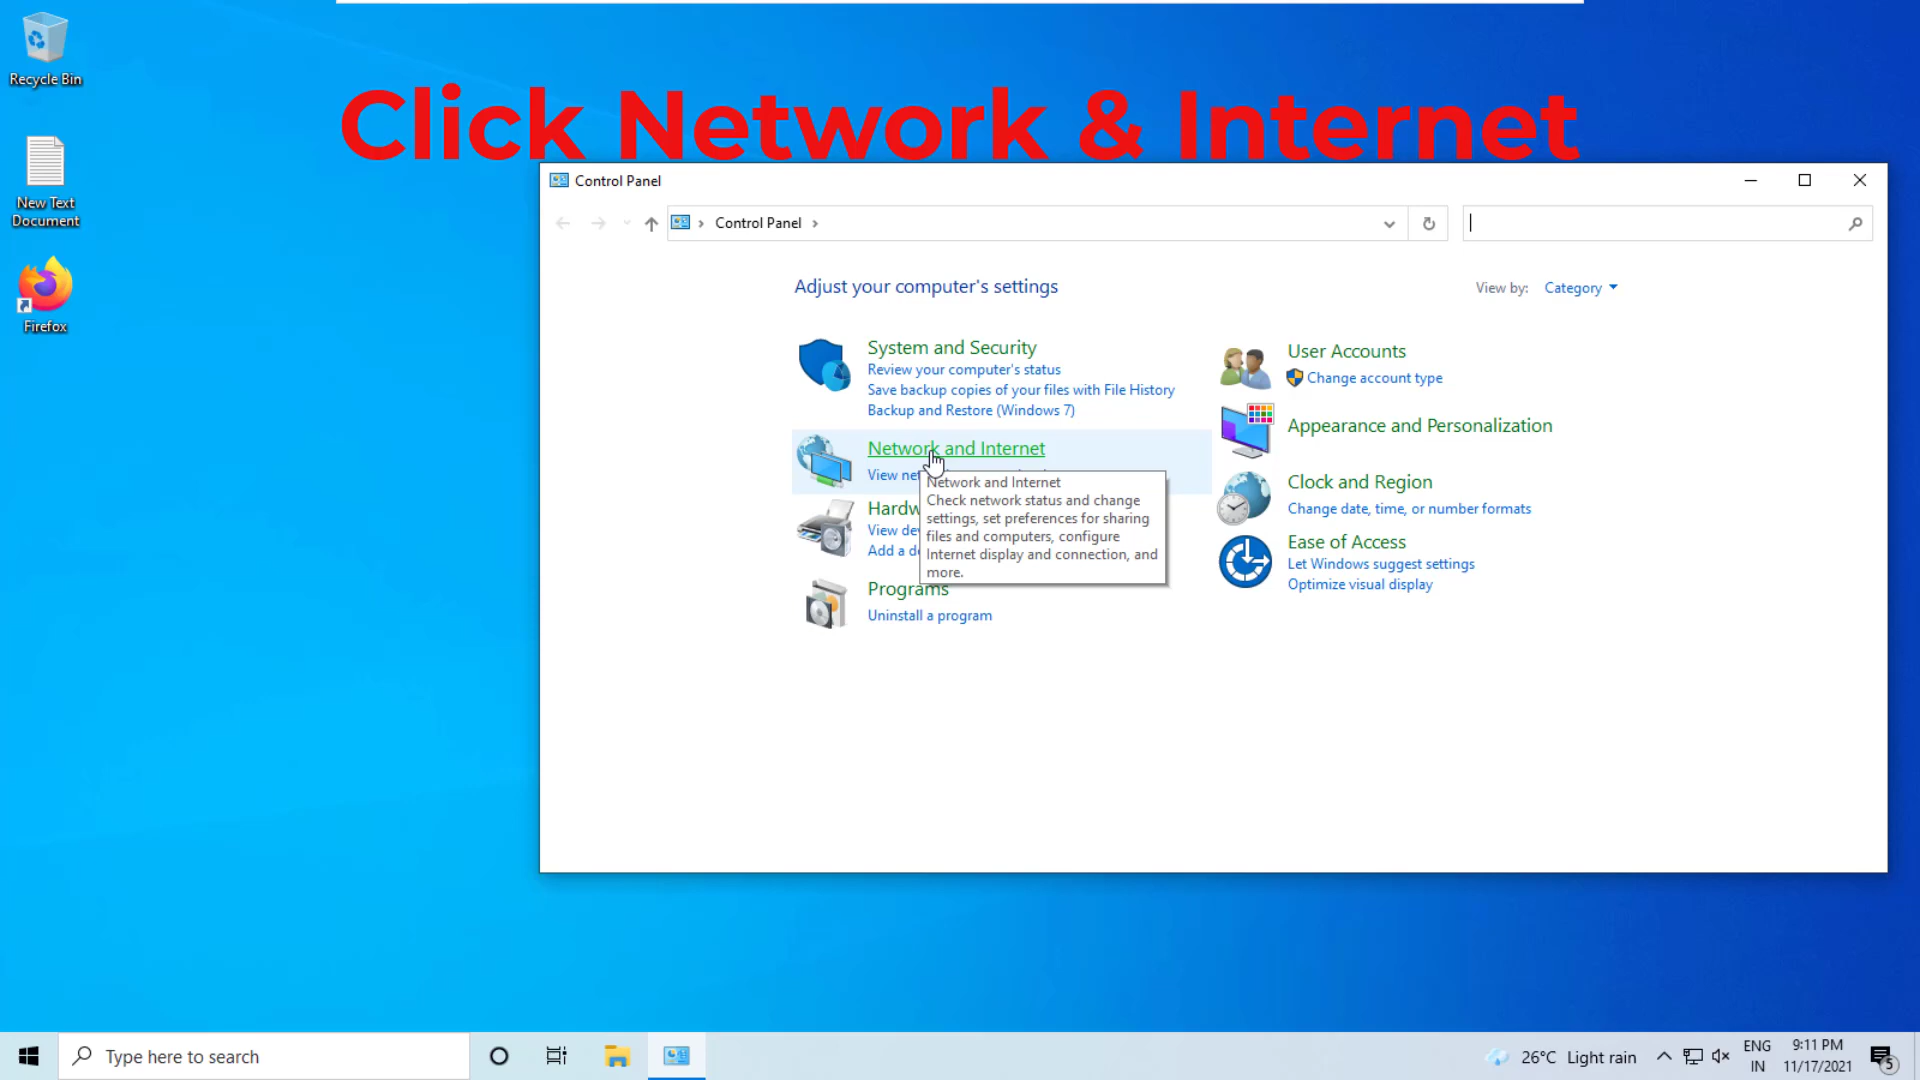 Recycle Bin
New Text
Document
Firefox
Click Network & Internet
Control Panel
Control Panel
Adjust your computer's settings
View by: Category
System and Security
Review your computer's status
Save backup copies of your files with File History
Backup and Restore (Windows 7)
Network and Internet
View
Network and Internet
Check network status and change
settings, set preferences for sharing
files and computers, configure
Internet display and connection, and
more.
View
Add a
Programs
Uninstall a program
User Accounts
Change account type
Appearance and Personalization
Clock and Region
Change date, time, or number formats
Ease of Access
Let Windows suggest settings
Optimize visual display
Type here to search
26°C Light rain
ENG
IN
9:11 PM
11/17/2021
5